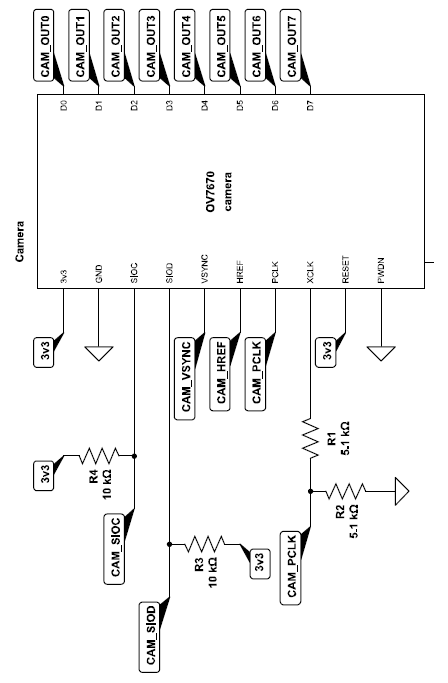 CAM_OUT0
CAM_OUT1
CAM_OUT2
CAM_OUT3
CAM_OUT4
CAM_OUT5
CAM_OUT6
CAM_OUT7
D0
D1
D2
D3
D4
D5
D6
D7
Camera
OV7670
camera
3v3
GND
SIOC
SIOD
VSYNC
HREF
PCLK
XCLK
RESET
PWDN
3v3
CAM_VSYNC
CAM_HREF
CAM_PCLK
3v3
3v3
R4
10 kΩ
R1
5.1 kΩ
CAM_SIOC
R3
10 kΩ
3v3
CAM_PCLK
R2
5.1 kΩ
CAM_SIOD